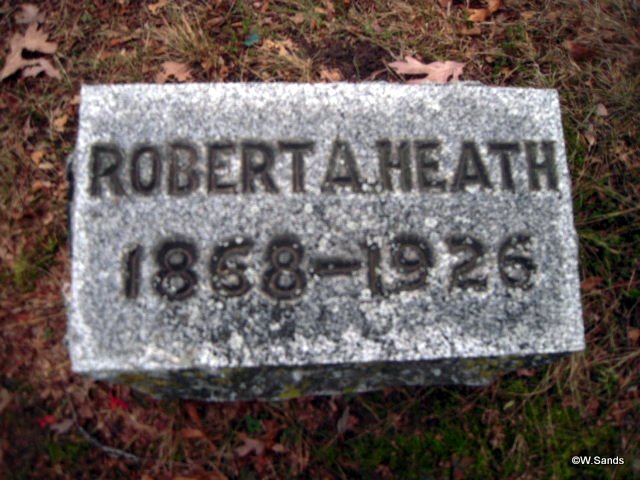 ROBERT A. HEATH
1868–1926
©W.Sands